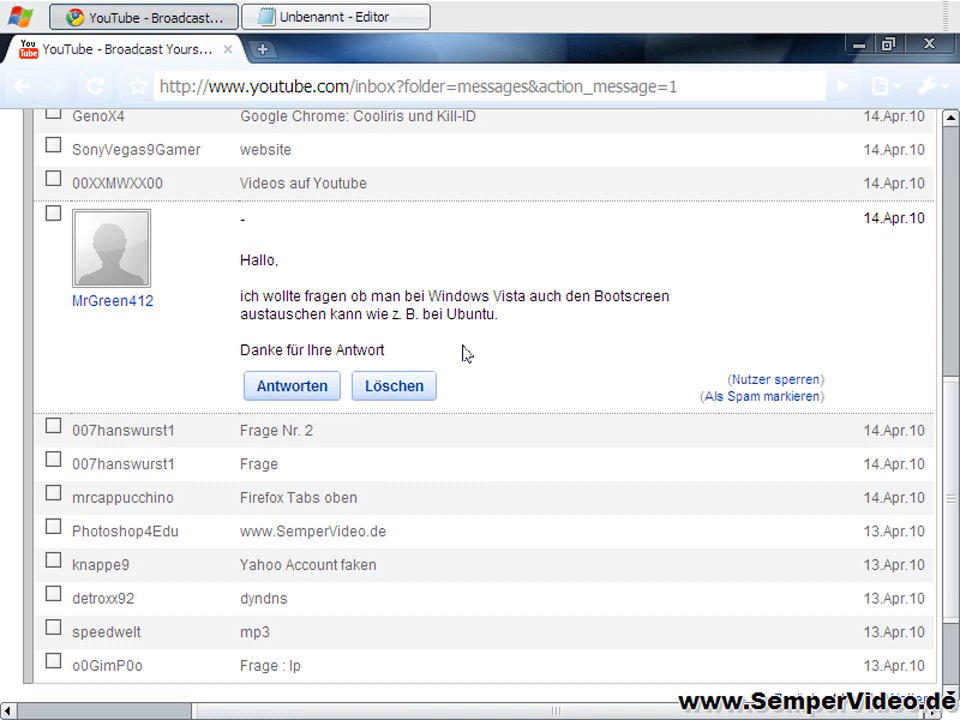 YouTube - Broadcast...
Unbenannt - Editor
You Tube
YouTube - Broadcast Yours...
http://www.youtube.com/inbox?folder=messages&action_message=1
GenoX4 Google Chrome: Cooliris und Kill-ID 14.Apr.10
SonyVegas9Gamer website 14.Apr.10
00XXMWXX00 Videos auf Youtube 14.Apr.10
- 14.Apr.10
Hallo,
MrGreen412
ich wollte fragen ob man bei Windows Vista auch den Bootscreen
austauschen kann wie z. B. bei Ubuntu.
Danke für Ihre Antwort
Antworten Löschen (Nutzer sperren)
(Als Spam markieren)
007hanswurst1 Frage Nr. 2 14.Apr.10
007hanswurst1 Frage 14.Apr.10
mrcappucchino Firefox Tabs oben 14.Apr.10
Photoshop4Edu www.SemperVideo.de 13.Apr.10
knappe9 Yahoo Account faken 13.Apr.10
detroxx92 dyndns 13.Apr.10
speedwelt mp3 13.Apr.10
o0GimP0o Frage : lp 13.Apr.10
www.SemperVideo.de